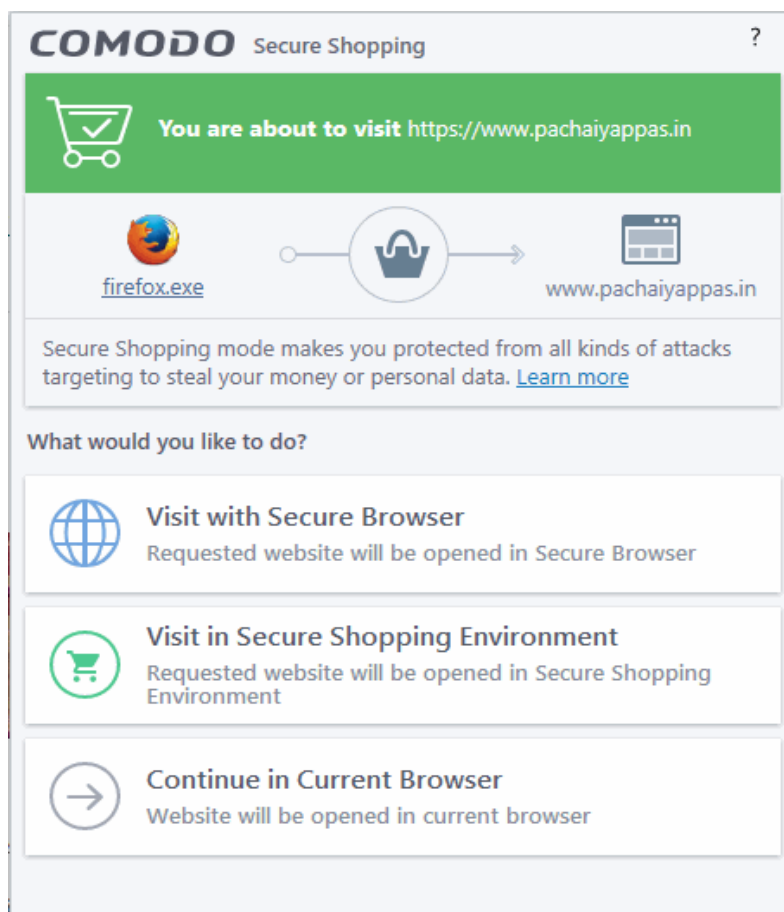 COMODO Secure Shopping ?
You are about to visit https://www.pachaiyappas.in
firefox.exe
www.pachaiyappas.in
Secure Shopping mode makes you protected from all kinds of attacks
targeting to steal your money or personal data. Learn more
What would you like to do?
Visit with Secure Browser
Requested website will be opened in Secure Browser
Visit in Secure Shopping Environment
Requested website will be opened in Secure Shopping
Environment
Continue in Current Browser
Website will be opened in current browser